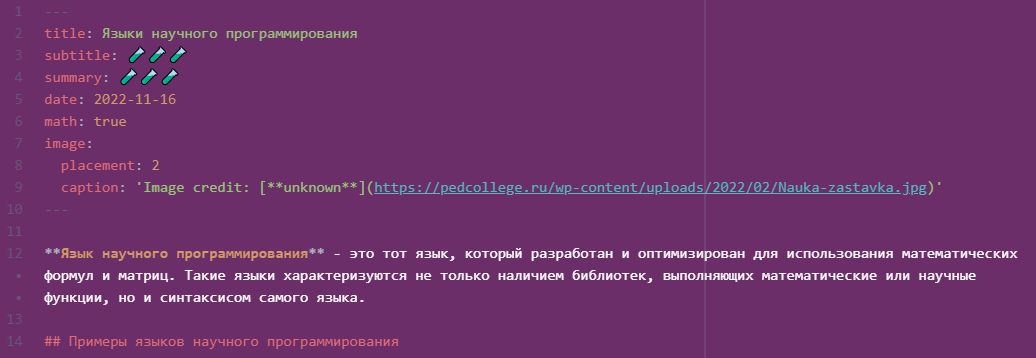 1 ---
2 title: Языки научного программирования
3 subtitle: 🧪🧪🧪
4 summary: 🧪🧪🧪
5 date: 2022-11-16
6 math: true
7 image:
8 placement: 2
9 caption: 'Image credit: [**unknown**](https://pedcollege.ru/wp-content/uploads/2022/02/Nauka-zastavka.jpg)'
10 ---
11
12 **Язык научного программирования** - это тот язык, который разработан и оптимизирован для использования математических
• формул и матриц. Такие языки характеризуются не только наличием библиотек, выполняющих математические или научные
• функции, но и синтаксисом самого языка.
13
14 ## Примеры языков научного программирования